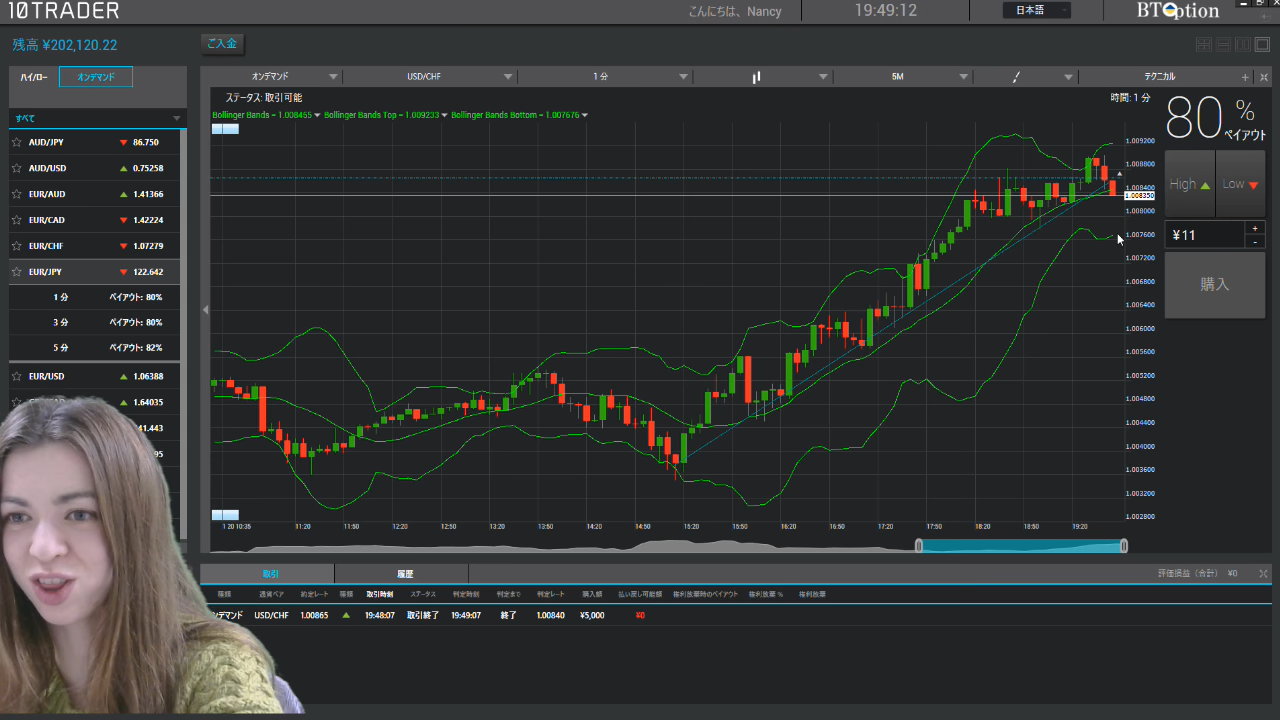 10TRADER
こんにちは、Nancy
19:49:12
日本語
BTOption
残高 ¥202,120.22
ご入金
ハイ/ロー オンデマンド
オンデマンド USD/CHF 1 分 5M テクニカル
すべて
ステータス: 取引可能
時間: 1 分
Bollinger Bands = 1.008465 Bollinger Bands Top = 1.009233 Bollinger Bands Bottom = 1.007676
80 % ペイアウト
AUD/JPY 86.750
AUD/USD 0.75258
EUR/AUD 1.41366
EUR/CAD 1.42224
EUR/CHF 1.07279
EUR/JPY 122.642
1 分 ペイアウト: 80%
3 分 ペイアウト: 80%
5 分 ペイアウト: 82%
EUR/USD 1.06388
1.64035
41.443
95
1.009200
1.008800
1.008400
1.008350
1.008000
1.007600
1.007200
1.006800
1.006400
1.006000
1.005600
1.005200
1.004800
1.004400
1.004000
1.003600
1.003200
1.002800
High Low
¥11
+
-
購入
1 20 10:35 11:20 11:50 12:20 12:50 13:20 13:50 14:20 14:50 15:20 15:50 16:20 16:50 17:20 17:50 18:20 18:50 19:20
取引 履歴
評価損益（合計） ¥0
種類 通貨ペア 約定レート 種類 取引時刻 ステータス 判定時刻 判定まで 判定レート 購入額 払い戻し可能額 権利放棄時のペイアウト 権利放棄 % 権利放棄
ンデマンド USD/CHF 1.00865 19:48:07 取引終了 19:49:07 終了 1.00840 ¥5,000 ¥0